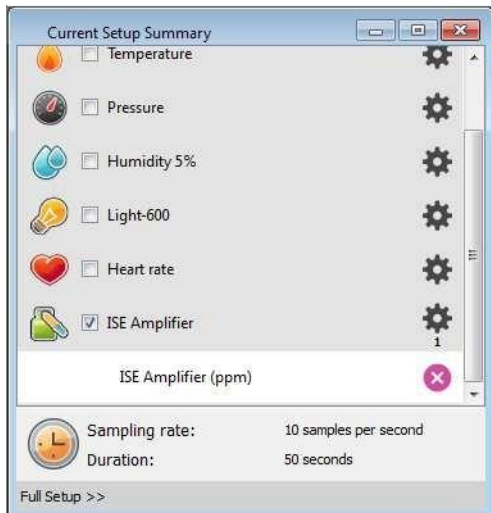 Current Setup Summary
Temperature
Pressure
Humidity 5%
Light-600
Heart rate
ISE Amplifier
1
ISE Amplifier (ppm)
Sampling rate: 10 samples per second
Duration: 50 seconds
Full Setup >>